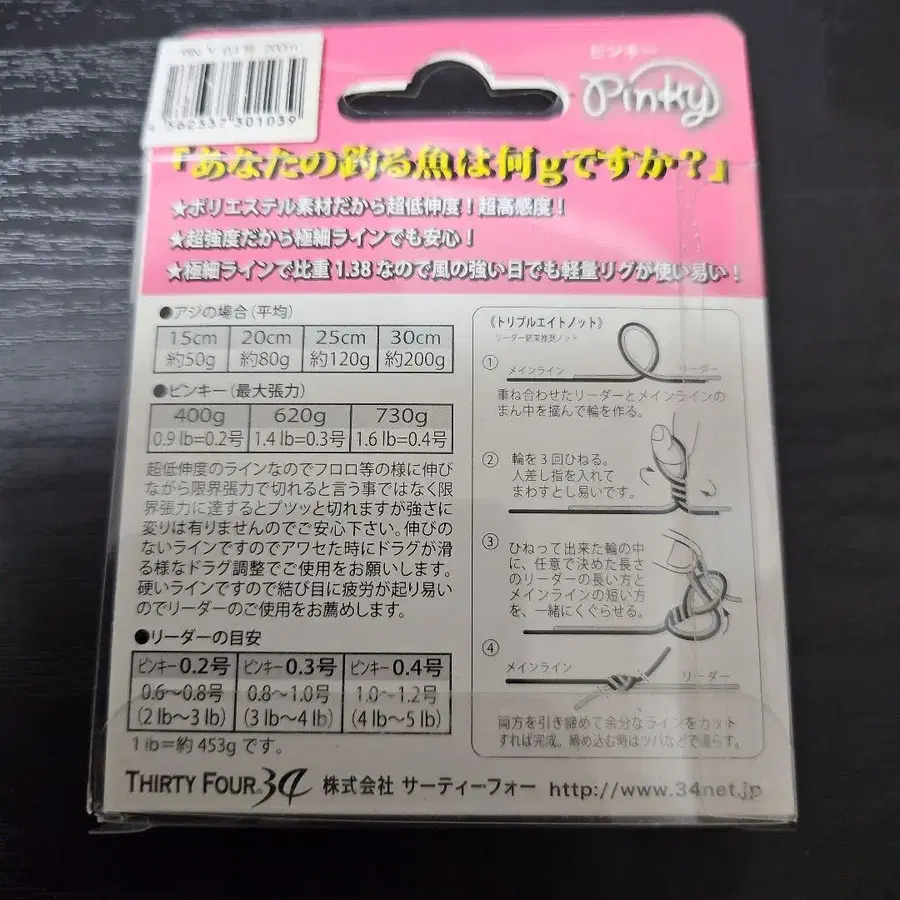 0.4号 200m
4 562337 301039
ピンキー
Pinky
「あなたの釣る魚は何gですか？」
★ポリエステル素材だから超低伸度！超高感度！
★超強度だから極細ラインでも安心！
★極細ラインで比重1.38なので風の強い日でも軽量リグが使い易い！
●アジの場合（平均）
15cm 20cm 25cm 30cm
約50g 約80g 約120g 約200g
●ピンキー（最大張力）
400g 620g 730g
0.9 lb=0.2号 1.4 lb=0.3号 1.6 lb=0.4号
超低伸度のラインなのでフロロ等の様に伸び
ながら限界張力で切れると言う事ではなく限
界張力に達するとプツッと切れますが強さに
変りは有りませんのでご安心下さい。伸びの
ないラインですのでアワセた時にドラグが滑
る様なドラグ調整でご使用をお願いします。
硬いラインですので結び目に疲労が起り易い
のでリーダーのご使用をお薦めします。
●リーダーの目安
ピンキー0.2号 ピンキー0.3号 ピンキー0.4号
0.6〜0.8号 0.8〜1.0号 1.0〜1.2号
(2 lb〜3 lb) (3 lb〜4 lb) (4 lb〜5 lb)
1 lb＝約 453g です。
《トリプルエイトノット》
リーダー結束推奨ノット
① メインライン リーダー
重ね合わせたリーダーとメインラインの
まん中を摘んで輪を作る。
② 輪を3回ひねる。
人差し指を入れて
まわすとし易いです。
③ ひねって出来た輪の中
に、任意で決めた長さ
のリーダーの長い方と
メインラインの短い方
を、一緒にくぐらせる。
④
メインライン リーダー
両方を引き締めて余分なラインをカット
すれば完成。締め込む時はツバなどで濡らす。
THIRTY FOUR 34 株式会社 サーティーフォー http://www.34net.jp